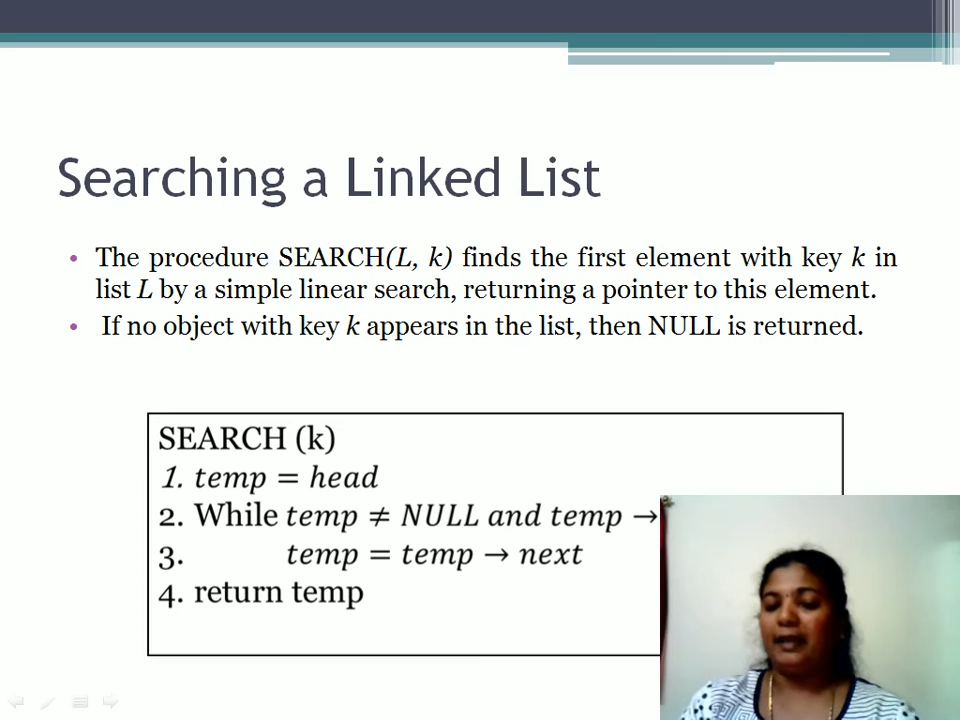 Searching a Linked List
• The procedure SEARCH(L, k) finds the first element with key k in
list L by a simple linear search, returning a pointer to this element.
• If no object with key k appears in the list, then NULL is returned.
SEARCH (k)
1. temp = head
2. While temp ≠ NULL and temp →
3. temp = temp → next
4. return temp